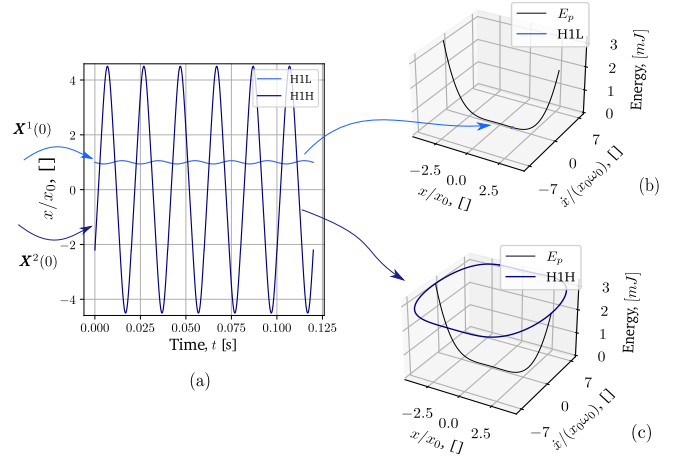 X¹(0)
X²(0)
x/x₀, []
4
2
0
−2
−4
H1L
H1H
0.000 0.025 0.050 0.075 0.100 0.125
Time, t [s]
(a)
Eₚ
H1L
3
2
1
0
Energy, [mJ]
−2.5 0.0 2.5
x/x₀, []
−7 0 7
ẋ/(x₀ω₀), []
(b)
Eₚ
H1H
3
2
1
0
Energy, [mJ]
−2.5 0.0 2.5
x/x₀, []
−7 0 7
ẋ/(x₀ω₀), []
(c)